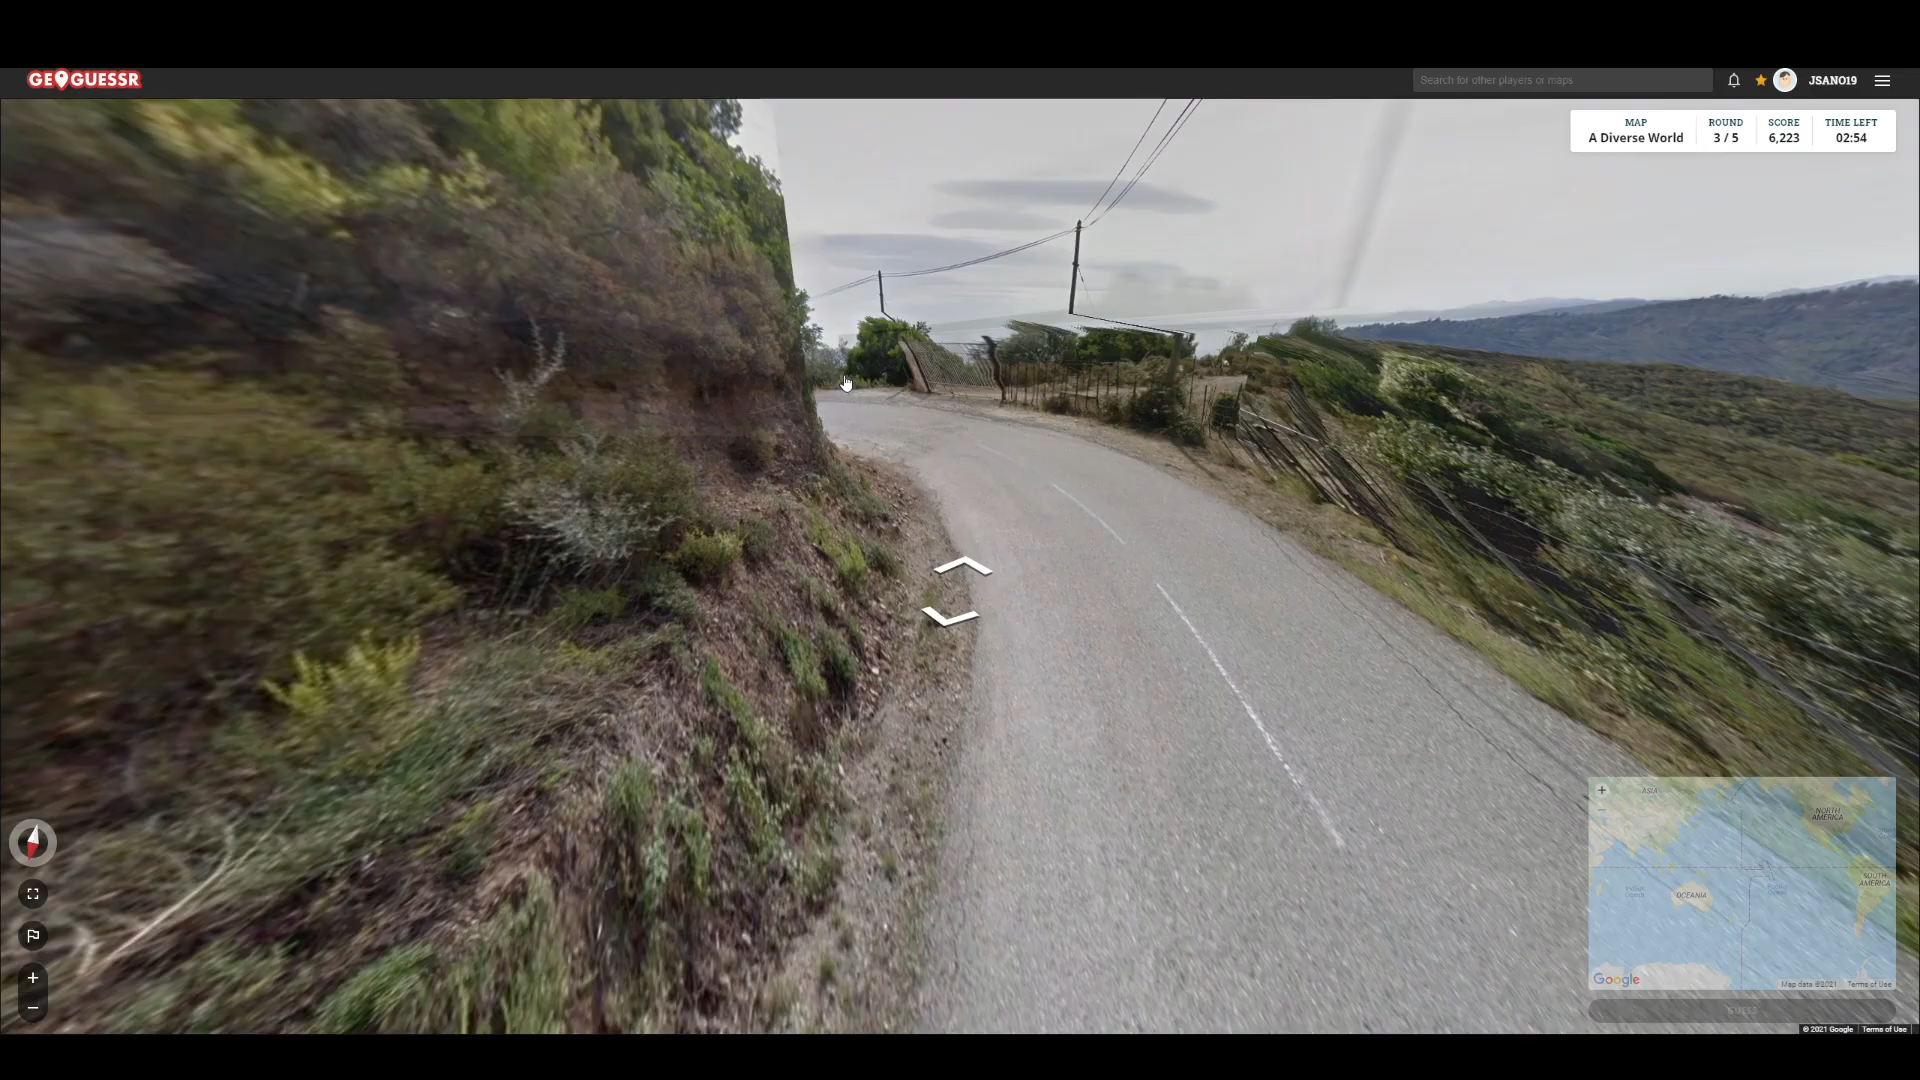 GEOGUESSR
Search for other players or maps
JSANO19
MAP
A Diverse World
ROUND
3 / 5
SCORE
6,223
TIME LEFT
02:54
ASIA
NORTH
AMERICA
SOUTH
AMERICA
OCEANIA
Google
Map data ©2021
Terms of Use
GUESS
© 2021 Google
Terms of Use